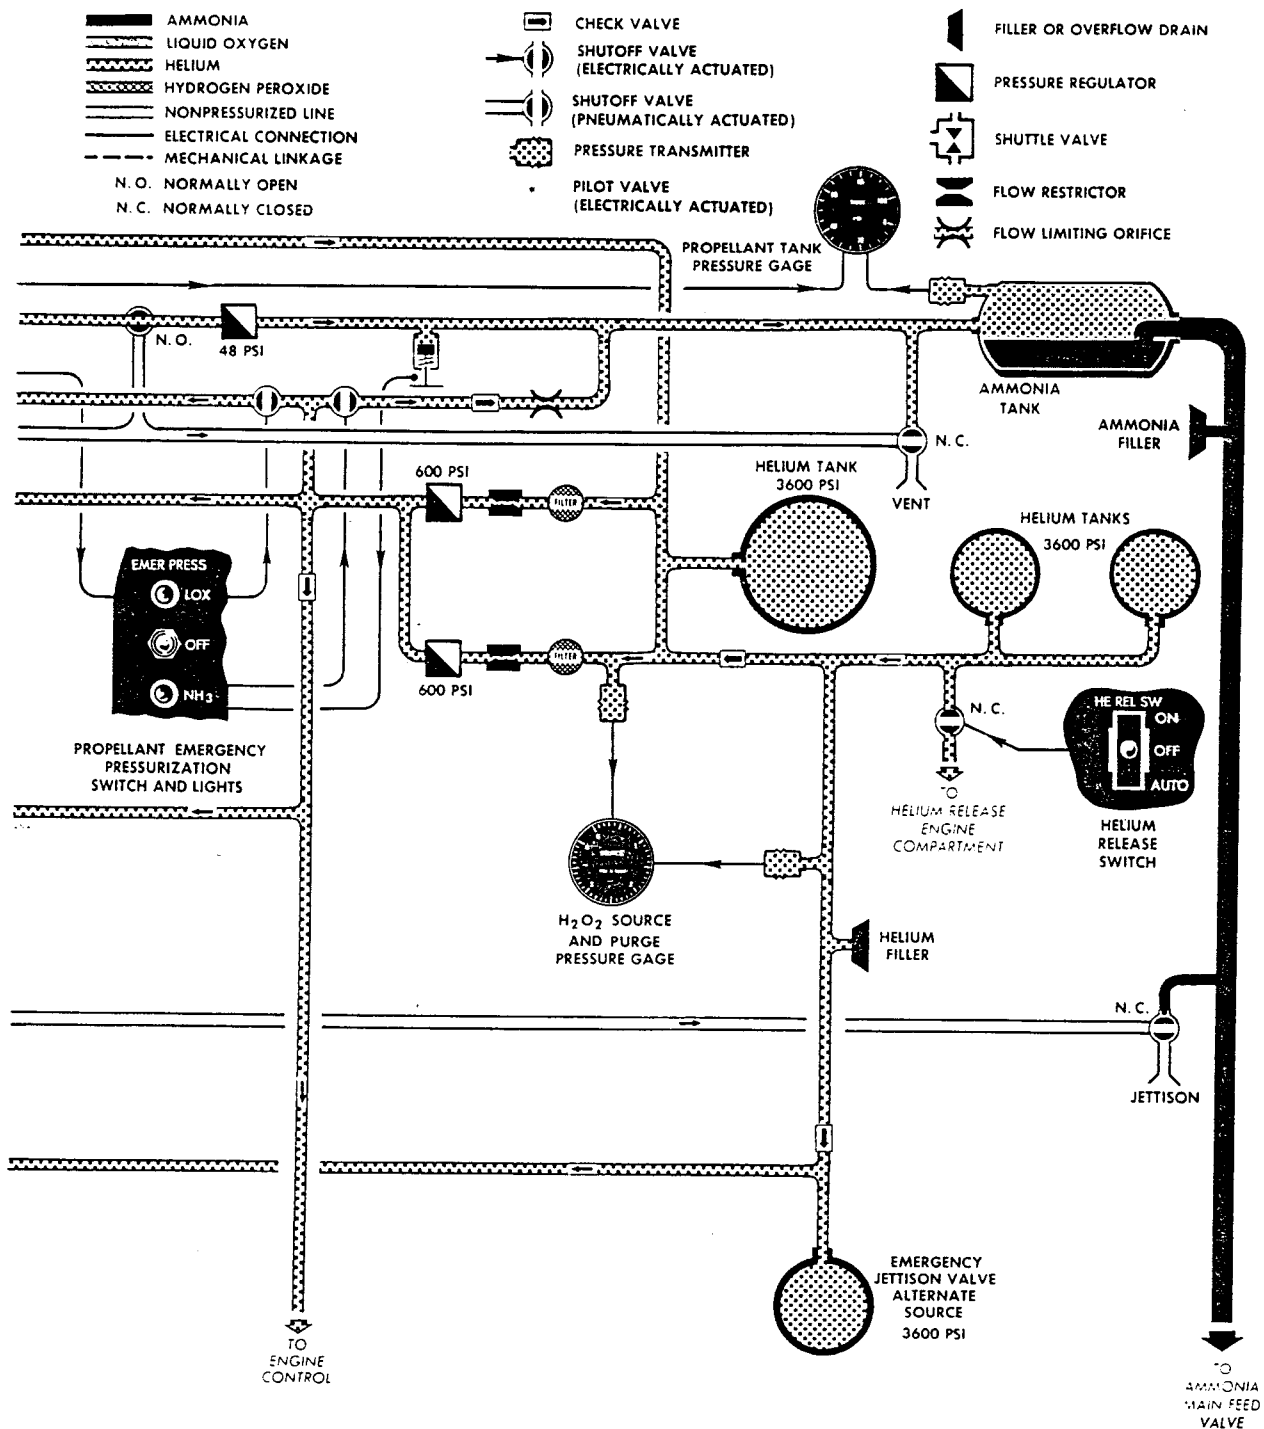 AMMONIA
LIQUID OXYGEN
HELIUM
HYDROGEN PEROXIDE
NONPRESSURIZED LINE
ELECTRICAL CONNECTION
MECHANICAL LINKAGE
N. O. NORMALLY OPEN
N. C. NORMALLY CLOSED
CHECK VALVE
SHUTOFF VALVE
(ELECTRICALLY ACTUATED)
SHUTOFF VALVE
(PNEUMATICALLY ACTUATED)
PRESSURE TRANSMITTER
PILOT VALVE
(ELECTRICALLY ACTUATED)
FILLER OR OVERFLOW DRAIN
PRESSURE REGULATOR
SHUTTLE VALVE
FLOW RESTRICTOR
FLOW LIMITING ORIFICE
PROPELLANT TANK
PRESSURE GAGE
N. O.
48 PSI
AMMONIA
TANK
AMMONIA
FILLER
N. C.
VENT
600 PSI
FILTER
HELIUM TANK
3600 PSI
HELIUM TANKS
3600 PSI
EMER PRESS
LOX
OFF
NH3
PROPELLANT EMERGENCY
PRESSURIZATION
SWITCH AND LIGHTS
600 PSI
FILTER
N. C.
TO
HELIUM RELEASE
ENGINE
COMPARTMENT
HE REL SW
ON
OFF
AUTO
HELIUM
RELEASE
SWITCH
H2O2 SOURCE
AND PURGE
PRESSURE GAGE
HELIUM
FILLER
N. C.
JETTISON
EMERGENCY
JETTISON VALVE
ALTERNATE
SOURCE
3600 PSI
TO
ENGINE
CONTROL
TO
AMMONIA
MAIN FEED
VALVE